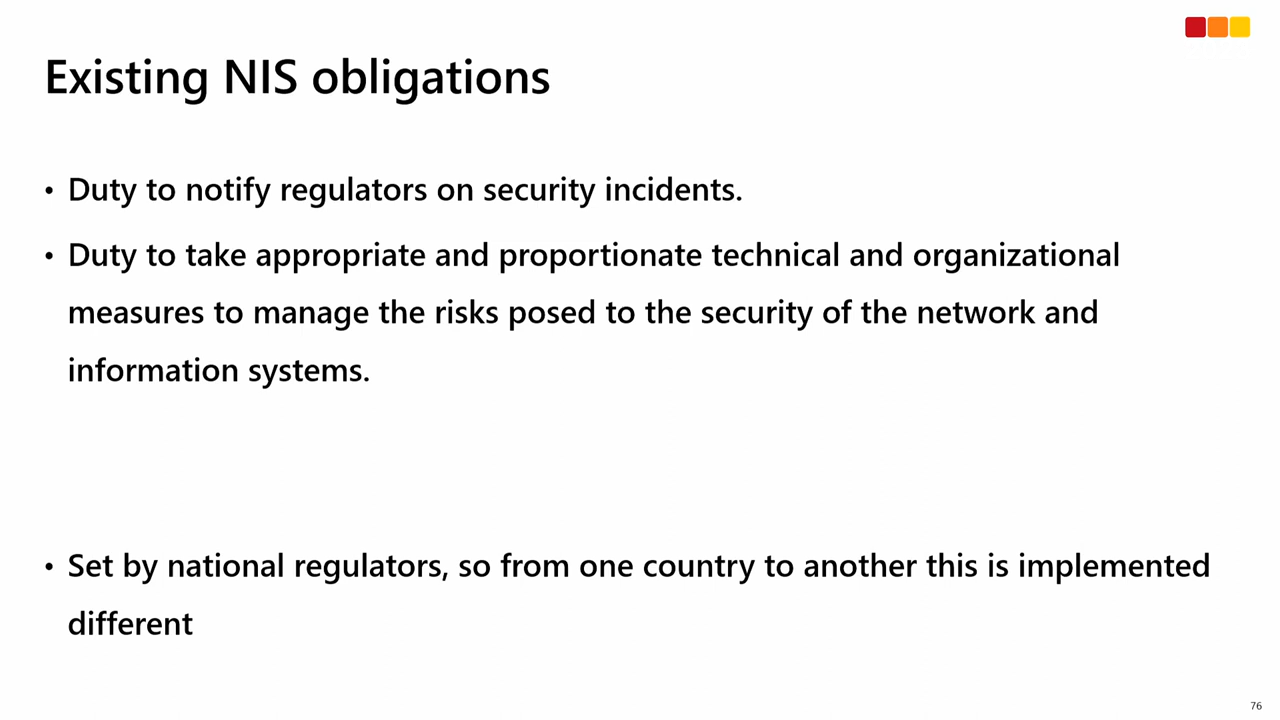 Existing NIS obligations
• Duty to notify regulators on security incidents.
• Duty to take appropriate and proportionate technical and organizational
measures to manage the risks posed to the security of the network and
information systems.
• Set by national regulators, so from one country to another this is implemented
different
76